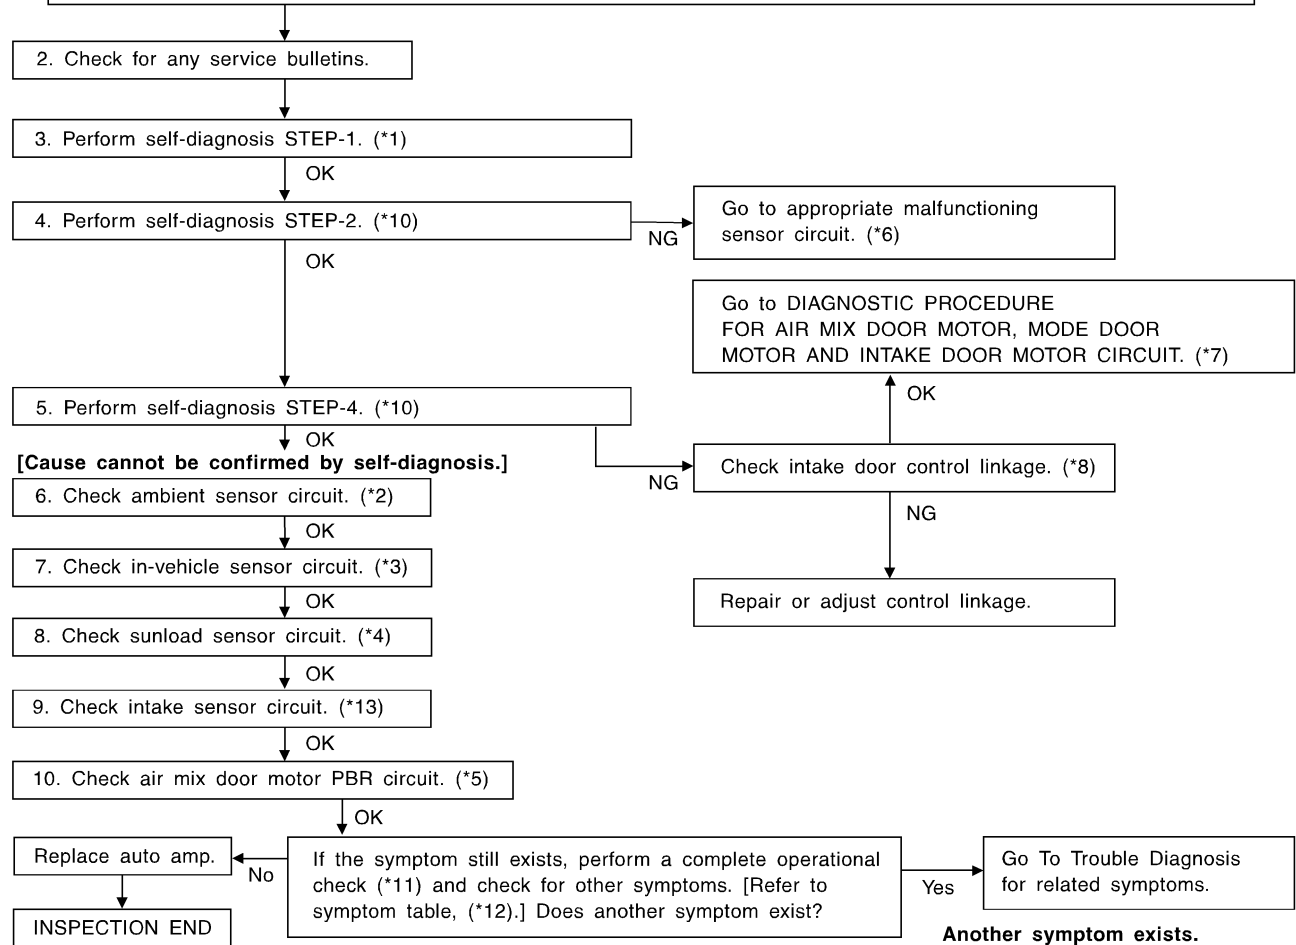 2. Check for any service bulletins.
3. Perform self-diagnosis STEP-1. (*1)
OK
4. Perform self-diagnosis STEP-2. (*10)
NG
Go to appropriate malfunctioning
sensor circuit. (*6)
OK
Go to DIAGNOSTIC PROCEDURE
FOR AIR MIX DOOR MOTOR, MODE DOOR
MOTOR AND INTAKE DOOR MOTOR CIRCUIT. (*7)
OK
5. Perform self-diagnosis STEP-4. (*10)
OK
[Cause cannot be confirmed by self-diagnosis.]
NG
Check intake door control linkage. (*8)
NG
Repair or adjust control linkage.
6. Check ambient sensor circuit. (*2)
OK
7. Check in-vehicle sensor circuit. (*3)
OK
8. Check sunload sensor circuit. (*4)
OK
9. Check intake sensor circuit. (*13)
OK
10. Check air mix door motor PBR circuit. (*5)
OK
If the symptom still exists, perform a complete operational
check (*11) and check for other symptoms. [Refer to
symptom table, (*12).] Does another symptom exist?
No
Replace auto amp.
INSPECTION END
Yes
Go To Trouble Diagnosis
for related symptoms.
Another symptom exists.